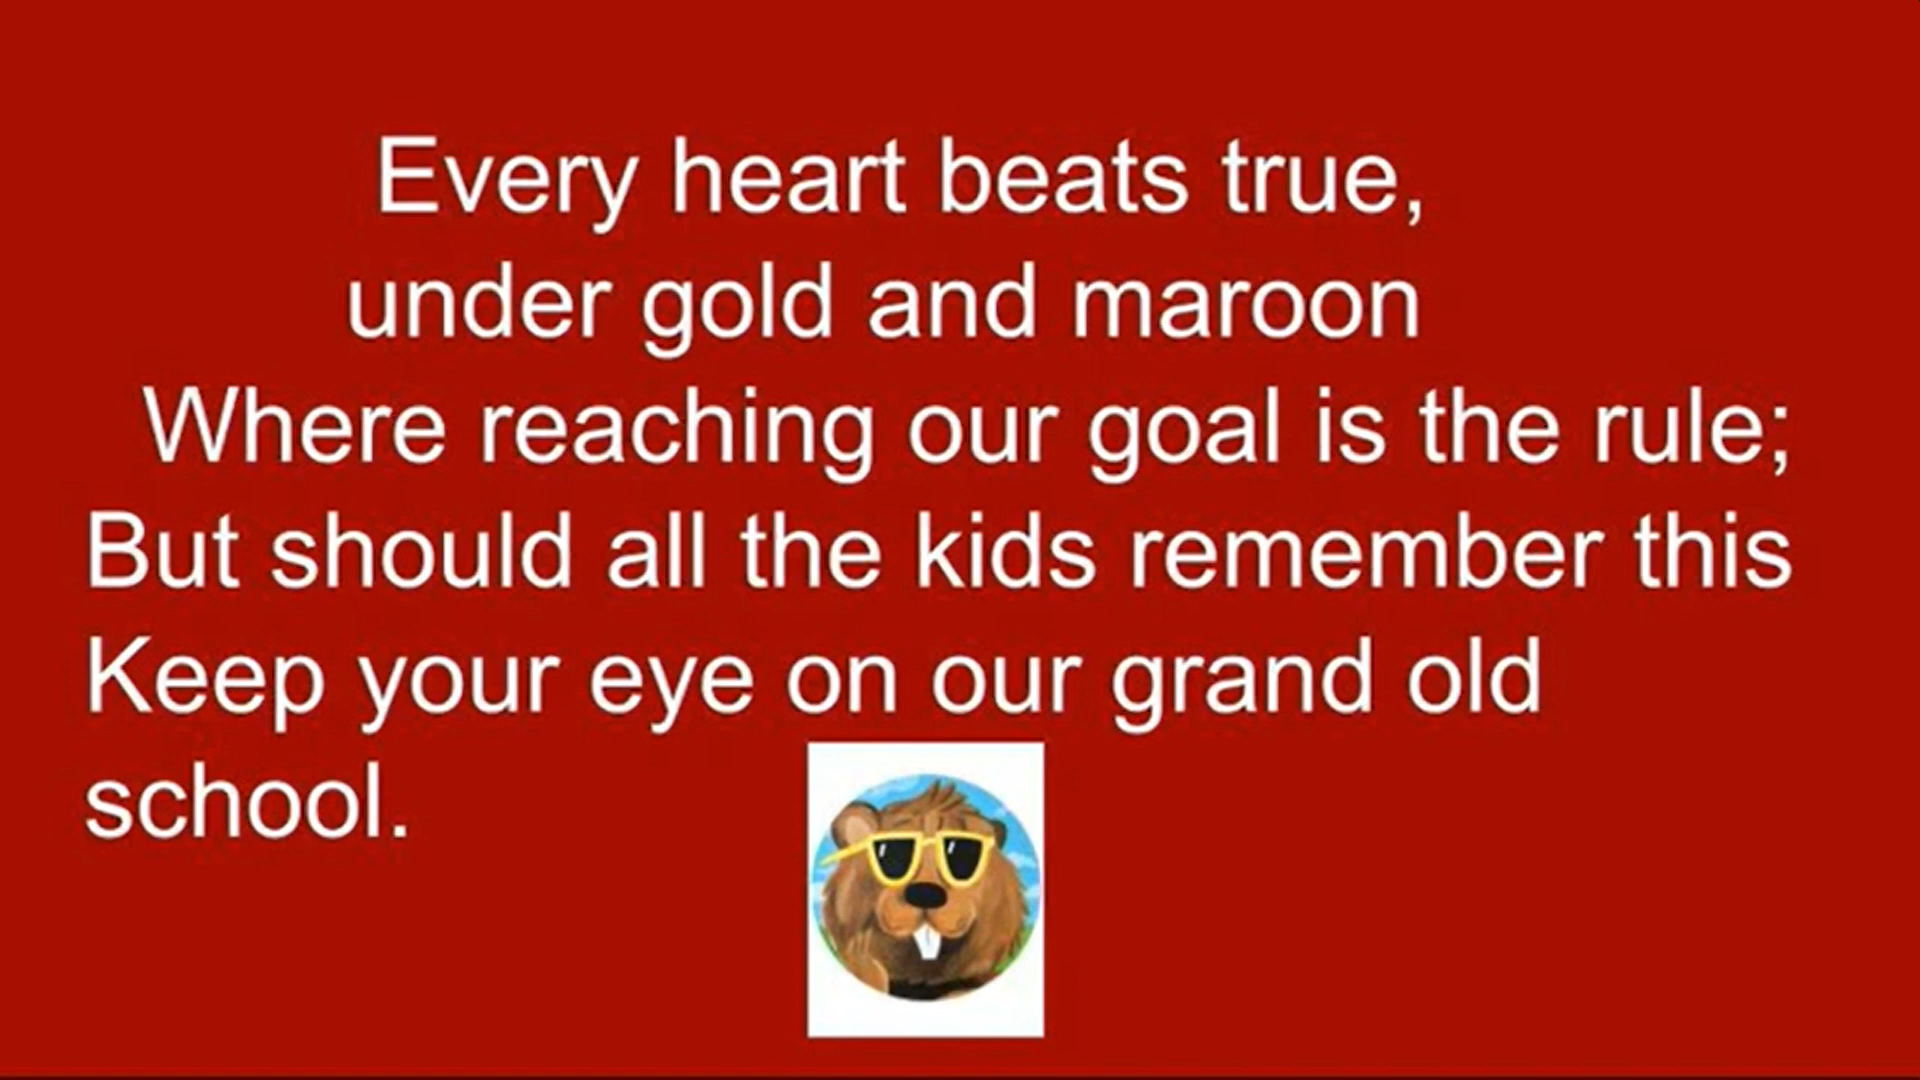 Every heart beats true,
under gold and maroon
Where reaching our goal is the rule;
But should all the kids remember this
Keep your eye on our grand old
school.